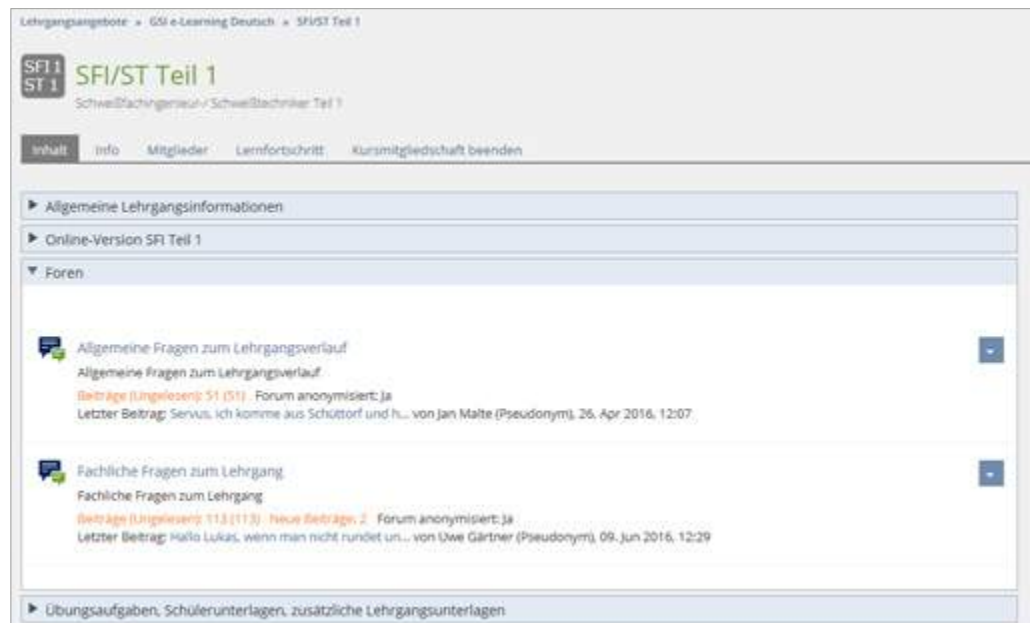 Lehrgangsangebote » GSI e-Learning Deutsch » SFI/ST Teil 1
SFI 1
ST 1
SFI/ST Teil 1
Schweißfachingenieur-/ Schweißtechniker Teil 1
Inhalt Info Mitglieder Lernfortschritt Kursmitgliedschaft beenden
Allgemeine Lehrgangsinformationen
Online-Version SFI Teil 1
Foren
Allgemeine Fragen zum Lehrgangsverlauf
Allgemeine Fragen zum Lehrgangsverlauf
Beiträge (Ungelesen): 51 (51) Forum anonymisiert: Ja
Letzter Beitrag: Servus, ich komme aus Schüttorf und h... von Jan Malte (Pseudonym), 26. Apr 2016, 12:07
Fachliche Fragen zum Lehrgang
Fachliche Fragen zum Lehrgang
Beiträge (Ungelesen): 113 (113) Neue Beiträge: 2 Forum anonymisiert: Ja
Letzter Beitrag: Hallo Lukas, wenn man nicht rundet un... von Uwe Gärtner (Pseudonym), 09. Jun 2016, 12:29
Übungsaufgaben, Schülerunterlagen, zusätzliche Lehrgangsunterlagen